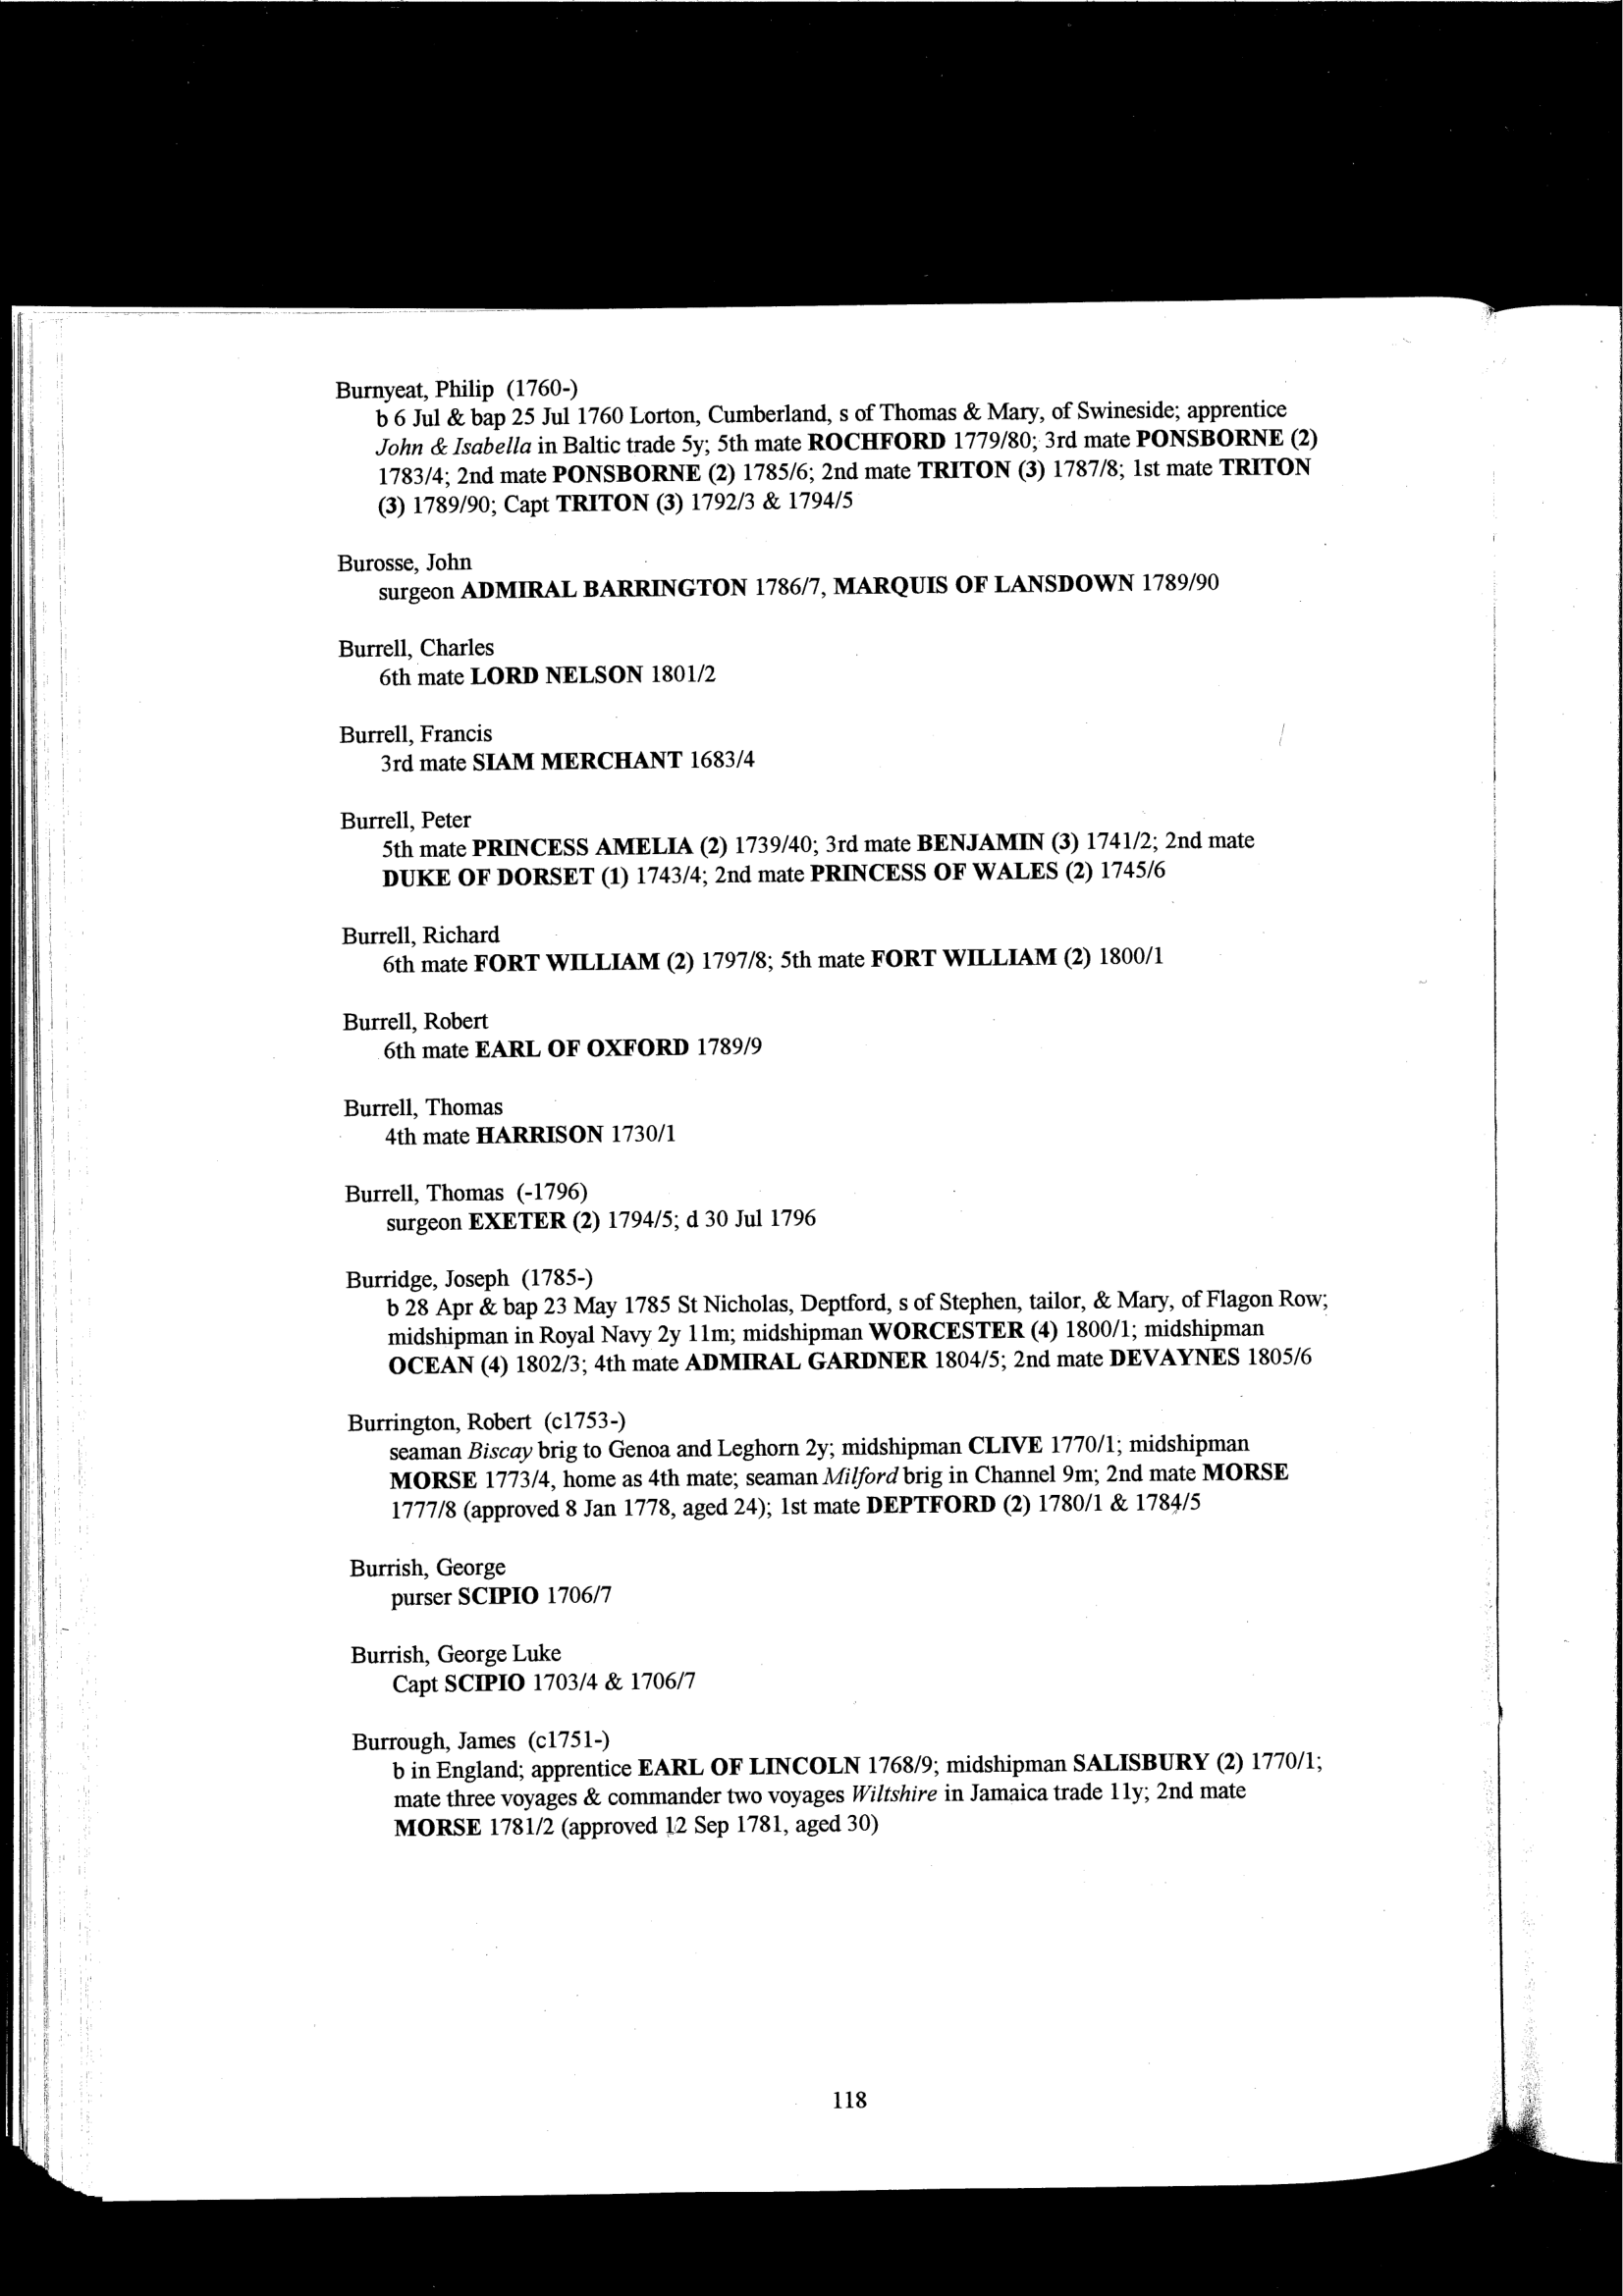 Burnyeat, Philip (1760-)
b 6 Jul & bap 25 Jul 1760 Lorton, Cumberland, s of Thomas & Mary, of Swineside; apprentice
John & Isabella in Baltic trade 5y; 5th mate ROCHFORD 1779/80; 3rd mate PONSBORNE (2)
1783/4; 2nd mate PONSBORNE (2) 1785/6; 2nd mate TRITON (3) 1787/8; 1st mate TRITON
(3) 1789/90; Capt TRITON (3) 1792/3 & 1794/5
Burosse, John
surgeon ADMIRAL BARRINGTON 1786/7, MARQUIS OF LANSDOWN 1789/90
Burrell, Charles
6th mate LORD NELSON 1801/2
Burrell, Francis
3rd mate SIAM MERCHANT 1683/4
Burrell, Peter
5th mate PRINCESS AMELIA (2) 1739/40; 3rd mate BENJAMIN (3) 1741/2; 2nd mate
DUKE OF DORSET (1) 1743/4; 2nd mate PRINCESS OF WALES (2) 1745/6
Burrell, Richard
6th mate FORT WILLIAM (2) 1797/8; 5th mate FORT WILLIAM (2) 1800/1
Burrell, Robert
6th mate EARL OF OXFORD 1789/9
Burrell, Thomas
4th mate HARRISON 1730/1
Burrell, Thomas (-1796)
surgeon EXETER (2) 1794/5; d 30 Jul 1796
Burridge, Joseph (1785-)
b 28 Apr & bap 23 May 1785 St Nicholas, Deptford, s of Stephen, tailor, & Mary, of Flagon Row;
midshipman in Royal Navy 2y 11m; midshipman WORCESTER (4) 1800/1; midshipman
OCEAN (4) 1802/3; 4th mate ADMIRAL GARDNER 1804/5; 2nd mate DEVAYNES 1805/6
Burrington, Robert (c1753-)
seaman Biscay brig to Genoa and Leghorn 2y; midshipman CLIVE 1770/1; midshipman
MORSE 1773/4, home as 4th mate; seaman Milford brig in Channel 9m; 2nd mate MORSE
1777/8 (approved 8 Jan 1778, aged 24); 1st mate DEPTFORD (2) 1780/1 & 1784/5
Burrish, George
purser SCIPIO 1706/7
Burrish, George Luke
Capt SCIPIO 1703/4 & 1706/7
Burrough, James (c1751-)
b in England; apprentice EARL OF LINCOLN 1768/9; midshipman SALISBURY (2) 1770/1;
mate three voyages & commander two voyages Wiltshire in Jamaica trade 11y; 2nd mate
MORSE 1781/2 (approved 12 Sep 1781, aged 30)
118